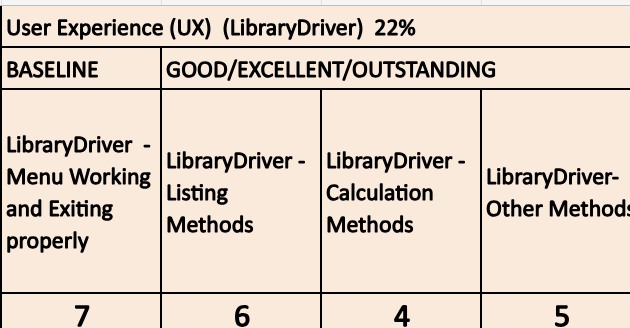 User Experience (UX) (LibraryDriver) 22%
BASELINE
GOOD/EXCELLENT/OUTSTANDING
LibraryDriver -
Menu Working
and Exiting
properly
LibraryDriver -
Listing
Methods
LibraryDriver -
Calculation
Methods
LibraryDriver-
Other Methods
7
6
4
5